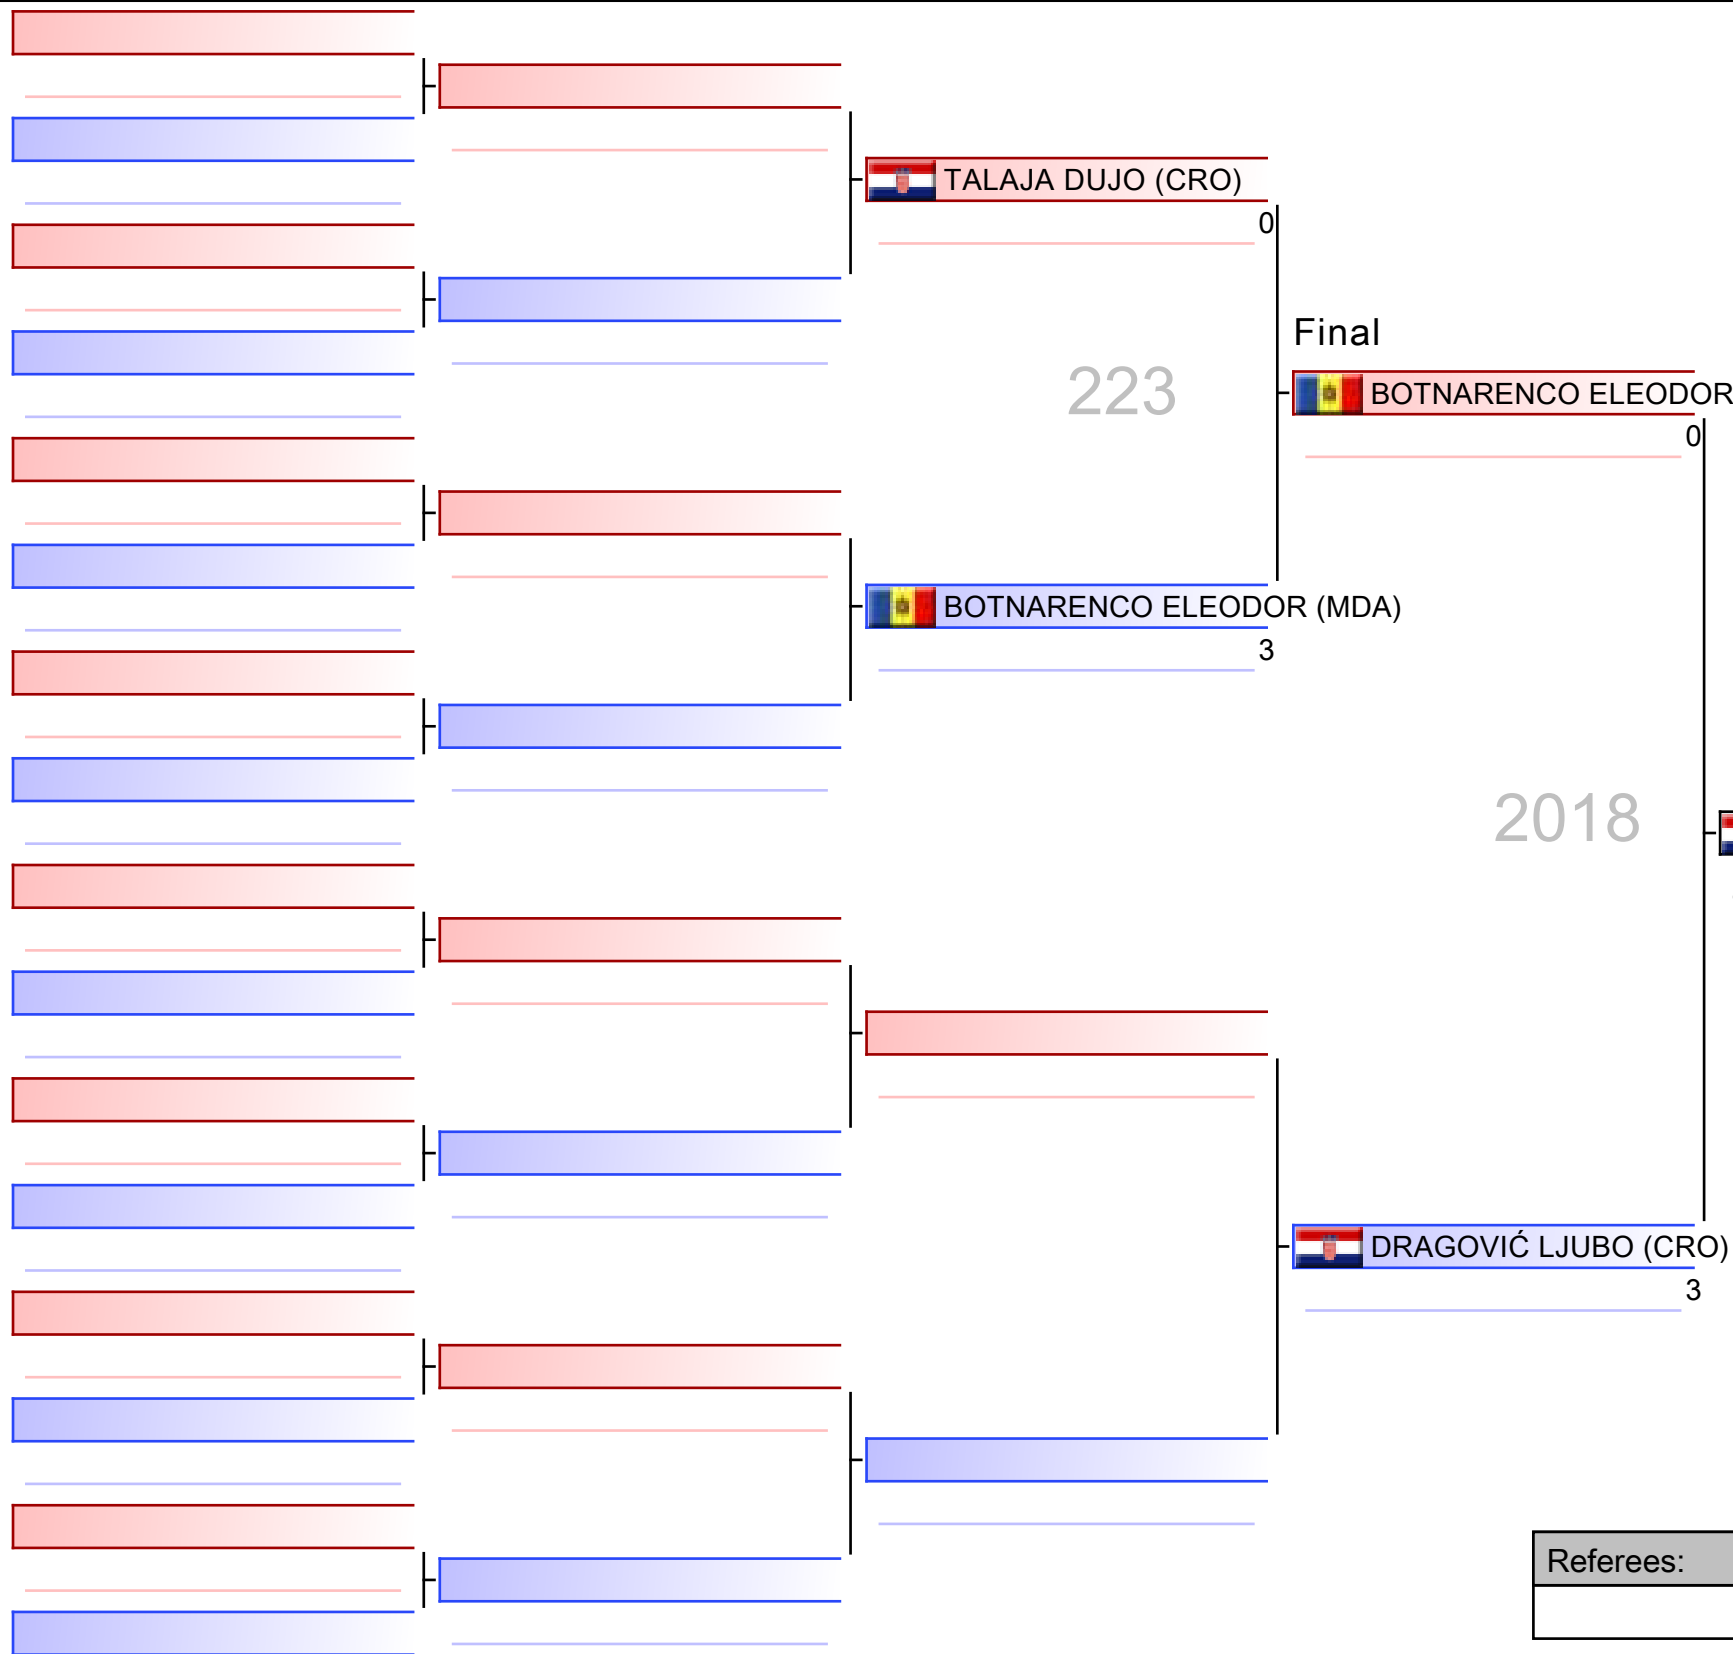 TALAJA DUJO (CRO)
0
Final
223
BOTNARENCO ELEODOR
0
BOTNARENCO ELEODOR (MDA)
3
2018
DRAGOVIĆ LJUBO (CRO)
3
Referees: